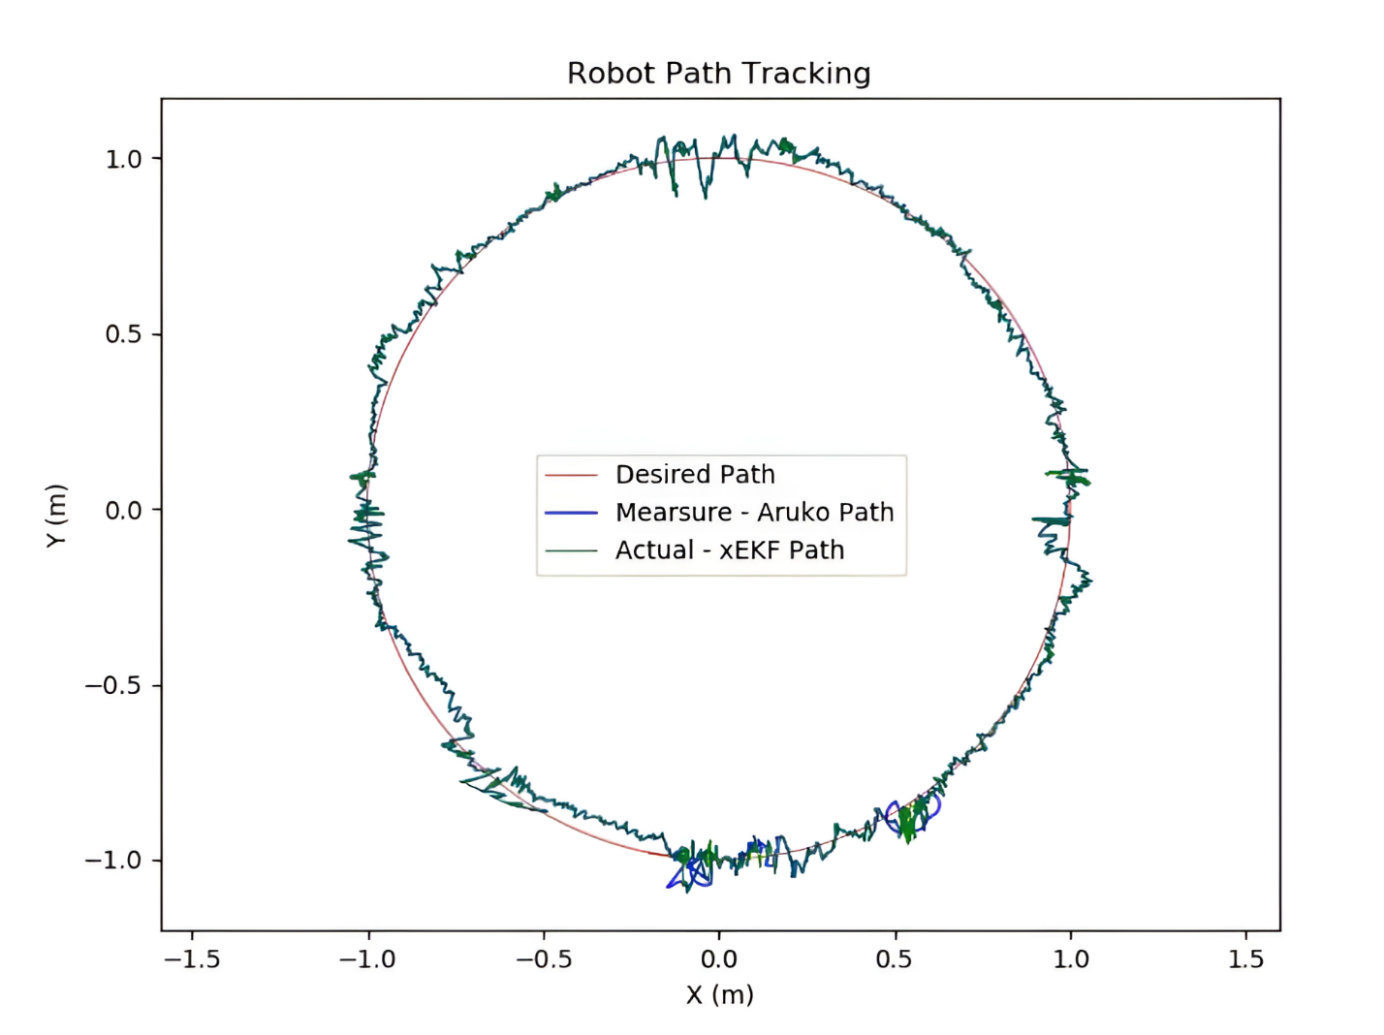 Robot Path Tracking
1.0
0.5
0.0
−0.5
−1.0
Y (m)
Desired Path
Mearsure - Aruko Path
Actual - xEKF Path
−1.5 −1.0 −0.5 0.0 0.5 1.0 1.5
X (m)